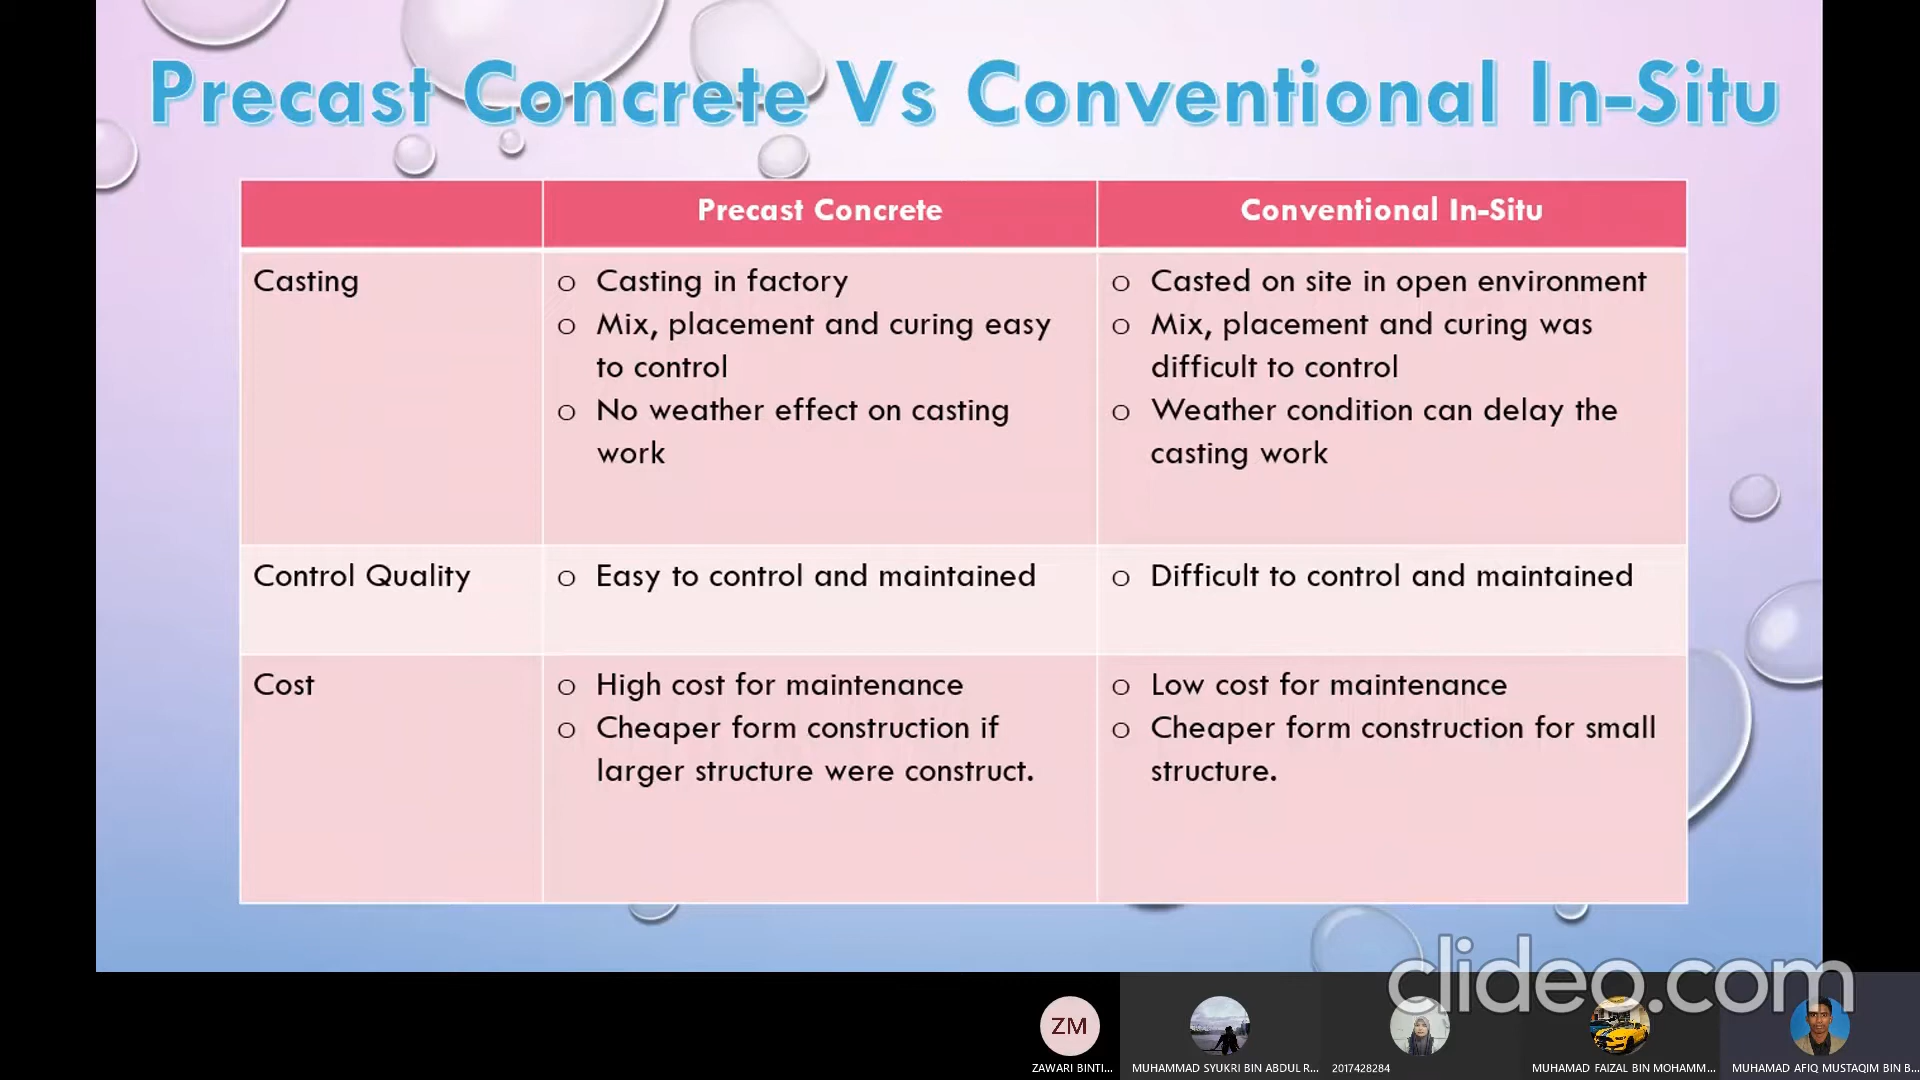 Precast Concrete Vs Conventional In-Situ
Precast Concrete
Conventional In-Situ
Casting
o Casting in factory
o Mix, placement and curing easy
to control
o No weather effect on casting
work
o Casted on site in open environment
o Mix, placement and curing was
difficult to control
o Weather condition can delay the
casting work
Control Quality
o Easy to control and maintained
o Difficult to control and maintained
Cost
o High cost for maintenance
o Cheaper form construction if
larger structure were construct.
o Low cost for maintenance
o Cheaper form construction for small
structure.
clideo.com
ZM
ZAWARI BINTI...
MUHAMMAD SYUKRI BIN ABDUL R...
2017428284
MUHAMAD FAIZAL BIN MOHAMM...
MUHAMAD AFIQ MUSTAQIM BIN B...